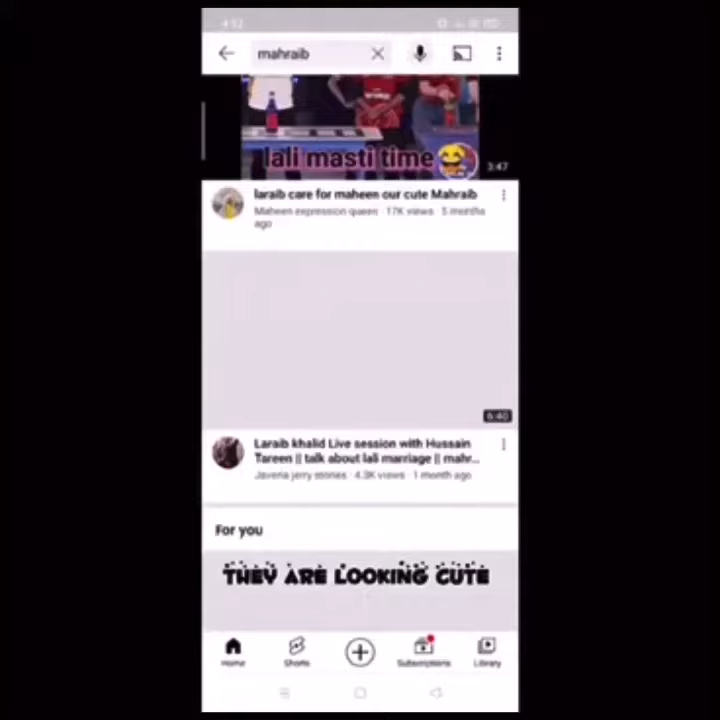 4:52
mahraib
lali masti time
3:47
laraib care for maheen our cute Mahraib
Maheen expression queen · 17K views · 5 months
ago
6:40
Laraib khalid Live session with Hussain
Tareen || talk about lali marriage || mahr...
Javeria jerry stories · 4.3K views · 1 month ago
For you
THEY ARE LOOKING CUTE
Home
Shorts
Subscriptions
Library